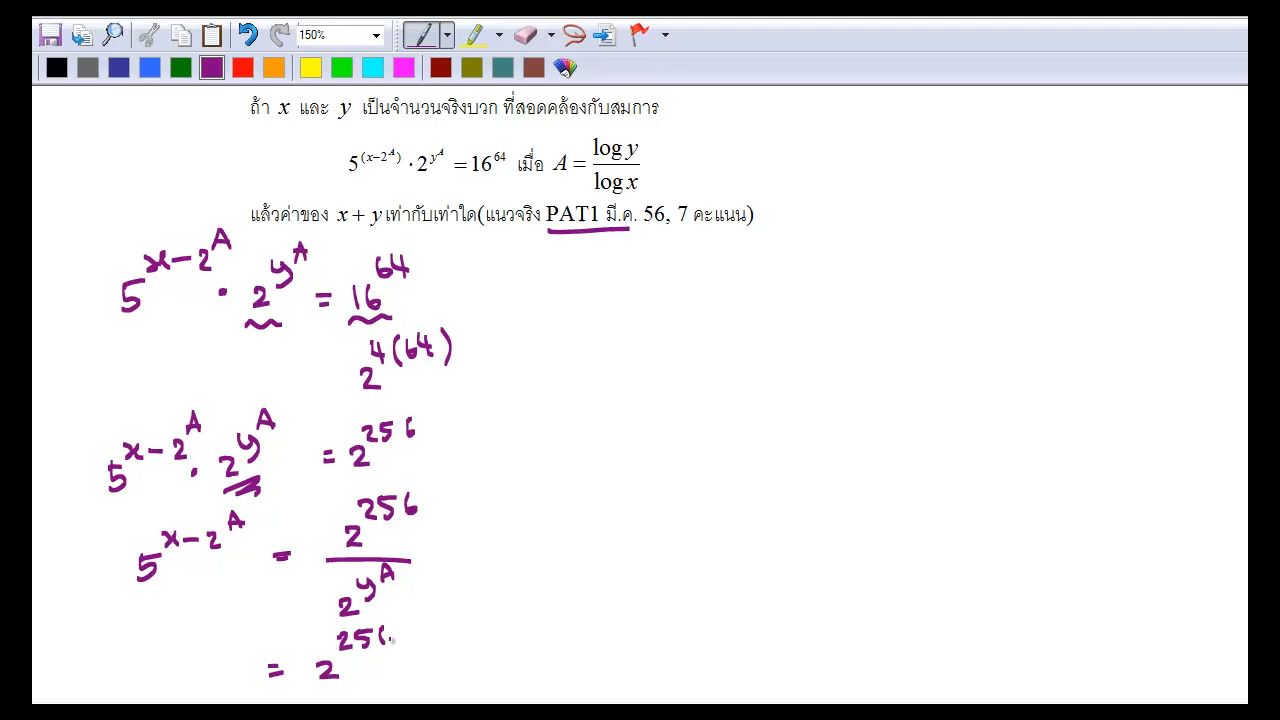 150%
ถ้า x และ y เป็นจำนวนจริงบวก ที่สอดคล้องกับสมการ
5^{(x-2^A)} · 2^{y^A} = 16^{64} เมื่อ A = \frac{log y}{log x}
แล้วค่าของ x + y เท่ากับเท่าใด(แนวจริง PAT1 มี.ค. 56, 7 คะแนน)
5^{x-2^A} · 2^{y^A} = 16^{64}
2^{4(64)}
5^{x-2^A} · 2^{y^A} = 2^{256}
5^{x-2^A} = \frac{2^{256}}{2^{y^A}}
= 2^{256}